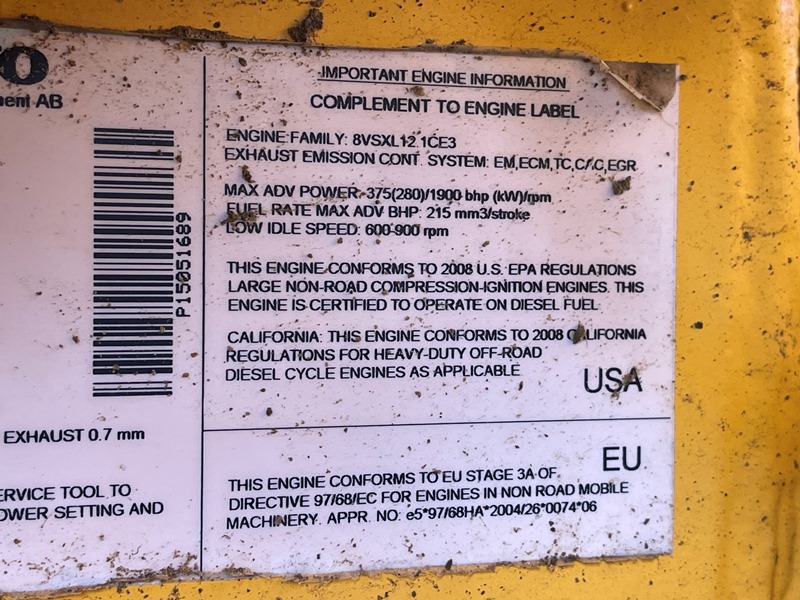 ment AB
P15051689
EXHAUST 0.7 mm
ERVICE TOOL TO
OWER SETTING AND
IMPORTANT ENGINE INFORMATION
COMPLEMENT TO ENGINE LABEL
ENGINE FAMILY: 8VSXL12.1CE3
EXHAUST EMISSION CONT. SYSTEM: EM,ECM,TC,CAC,EGR
MAX ADV POWER: 375(280)/1900 bhp (kW)/rpm
FUEL RATE MAX ADV BHP: 215 mm3/stroke
LOW IDLE SPEED: 600-900 rpm
THIS ENGINE CONFORMS TO 2008 U.S. EPA REGULATIONS
LARGE NON-ROAD COMPRESSION-IGNITION ENGINES. THIS
ENGINE IS CERTIFIED TO OPERATE ON DIESEL FUEL
CALIFORNIA: THIS ENGINE CONFORMS TO 2008 CALIFORNIA
REGULATIONS FOR HEAVY-DUTY OFF-ROAD
DIESEL CYCLE ENGINES AS APPLICABLE
USA
EU
THIS ENGINE CONFORMS TO EU STAGE 3A OF
DIRECTIVE 97/68/EC FOR ENGINES IN NON ROAD MOBILE
MACHINERY. APPR. NO: e5*97/68HA*2004/26*0074*06